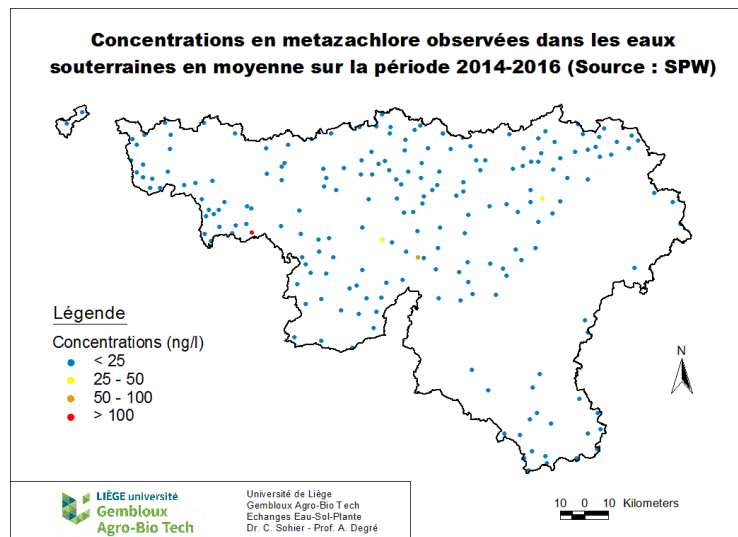 Concentrations en metazachlore observées dans les eaux
souterraines en moyenne sur la période 2014-2016 (Source : SPW)
Légende
Concentrations (ng/l)
< 25
25 - 50
50 - 100
> 100
N
10 0 10 Kilometers
LIÈGE université
Gembloux
Agro-Bio Tech
Université de Liège
Gembloux Agro-Bio Tech
Echanges Eau-Sol-Plante
Dr. C. Sohier - Prof. A. Degré